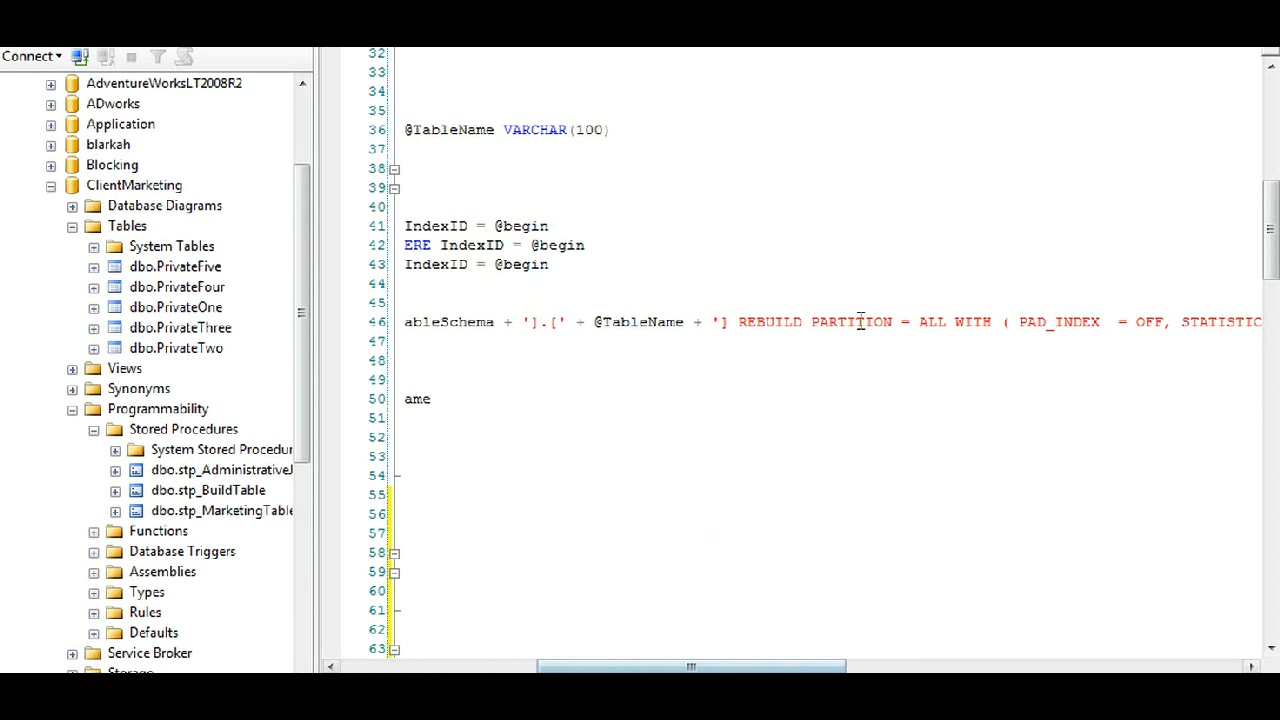 Connect
AdventureWorksLT2008R2
ADworks
Application
blarkah
Blocking
ClientMarketing
Database Diagrams
Tables
System Tables
dbo.PrivateFive
dbo.PrivateFour
dbo.PrivateOne
dbo.PrivateThree
dbo.PrivateTwo
Views
Synonyms
Programmability
Stored Procedures
System Stored Procedur
dbo.stp_AdministrativeJ
dbo.stp_BuildTable
dbo.stp_MarketingTable
Functions
Database Triggers
Assemblies
Types
Rules
Defaults
Service Broker
Storage
32
33
34
35
36 @TableName VARCHAR(100)
37
38
39
40
41 IndexID = @begin
42 ERE IndexID = @begin
43 IndexID = @begin
44
45
46 ableSchema + '].[' + @TableName + '] REBUILD PARTITION = ALL WITH ( PAD_INDEX  = OFF, STATISTIC
47
48
49
50 ame
51
52
53
54
55
56
57
58
59
60
61
62
63